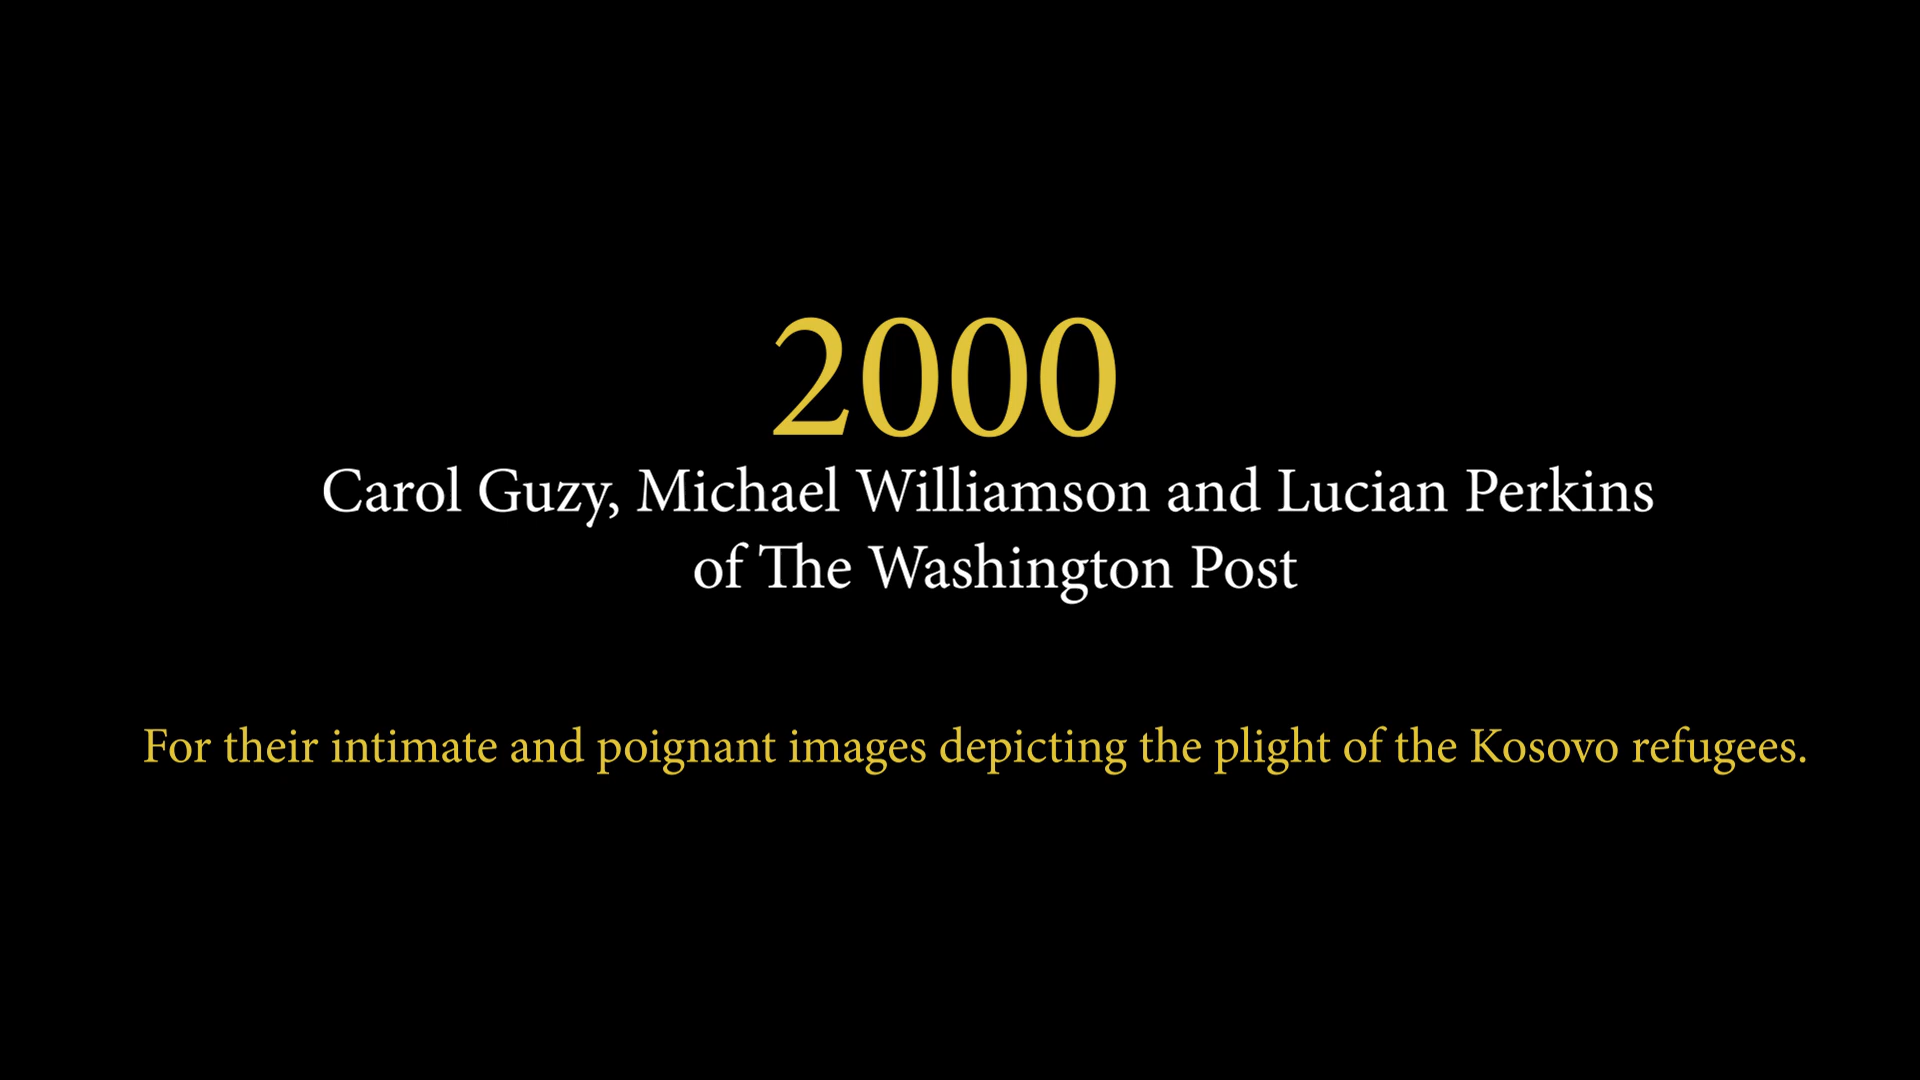 2000
Carol Guzy, Michael Williamson and Lucian Perkins
of The Washington Post
For their intimate and poignant images depicting the plight of the Kosovo refugees.